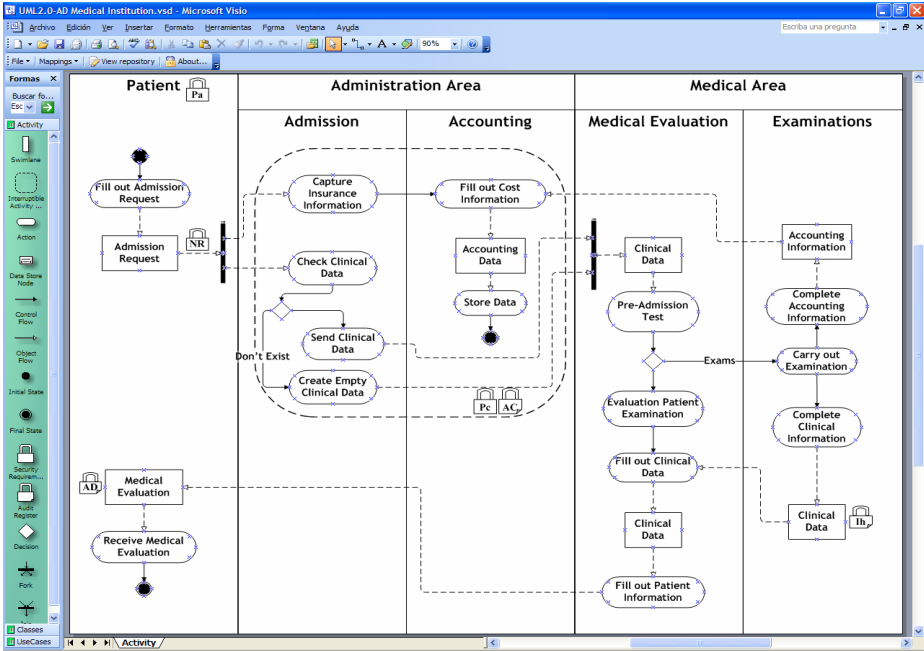 UML2.0-AD Medical Institution.vsd - Microsoft Visio
Archivo Edición Ver Insertar Formato Herramientas Forma Ventana Ayuda
Escriba una pregunta
90%
File Mappings View repository About...
Formas
Buscar fo...
Esc
Activity
Swimlane
Interruptible
Activity ...
Action
Data Store
Node
Control
Flow
Object
Flow
Initial State
Final State
Security
Requirem...
Audit
Register
Decision
Fork
Classes
UseCases
Patient
Pa
Administration Area
Medical Area
Admission
Accounting
Medical Evaluation
Examinations
Fill out Admission
Request
Admission
Request
NR
Capture
Insurance
Information
Fill out Cost
Information
Check Clinical
Data
Accounting
Data
Store Data
Send Clinical
Data
Don't Exist
Create Empty
Clinical Data
Pc
AC
Clinical
Data
Pre-Admission
Test
Exams
Evaluation Patient
Examination
Fill out Clinical
Data
Clinical
Data
Fill out Patient
Information
Accounting
Information
Complete
Accounting
Information
Carry out
Examination
Complete
Clinical
Information
Clinical
Data
Ih
AD
Medical
Evaluation
Receive Medical
Evaluation
Activity